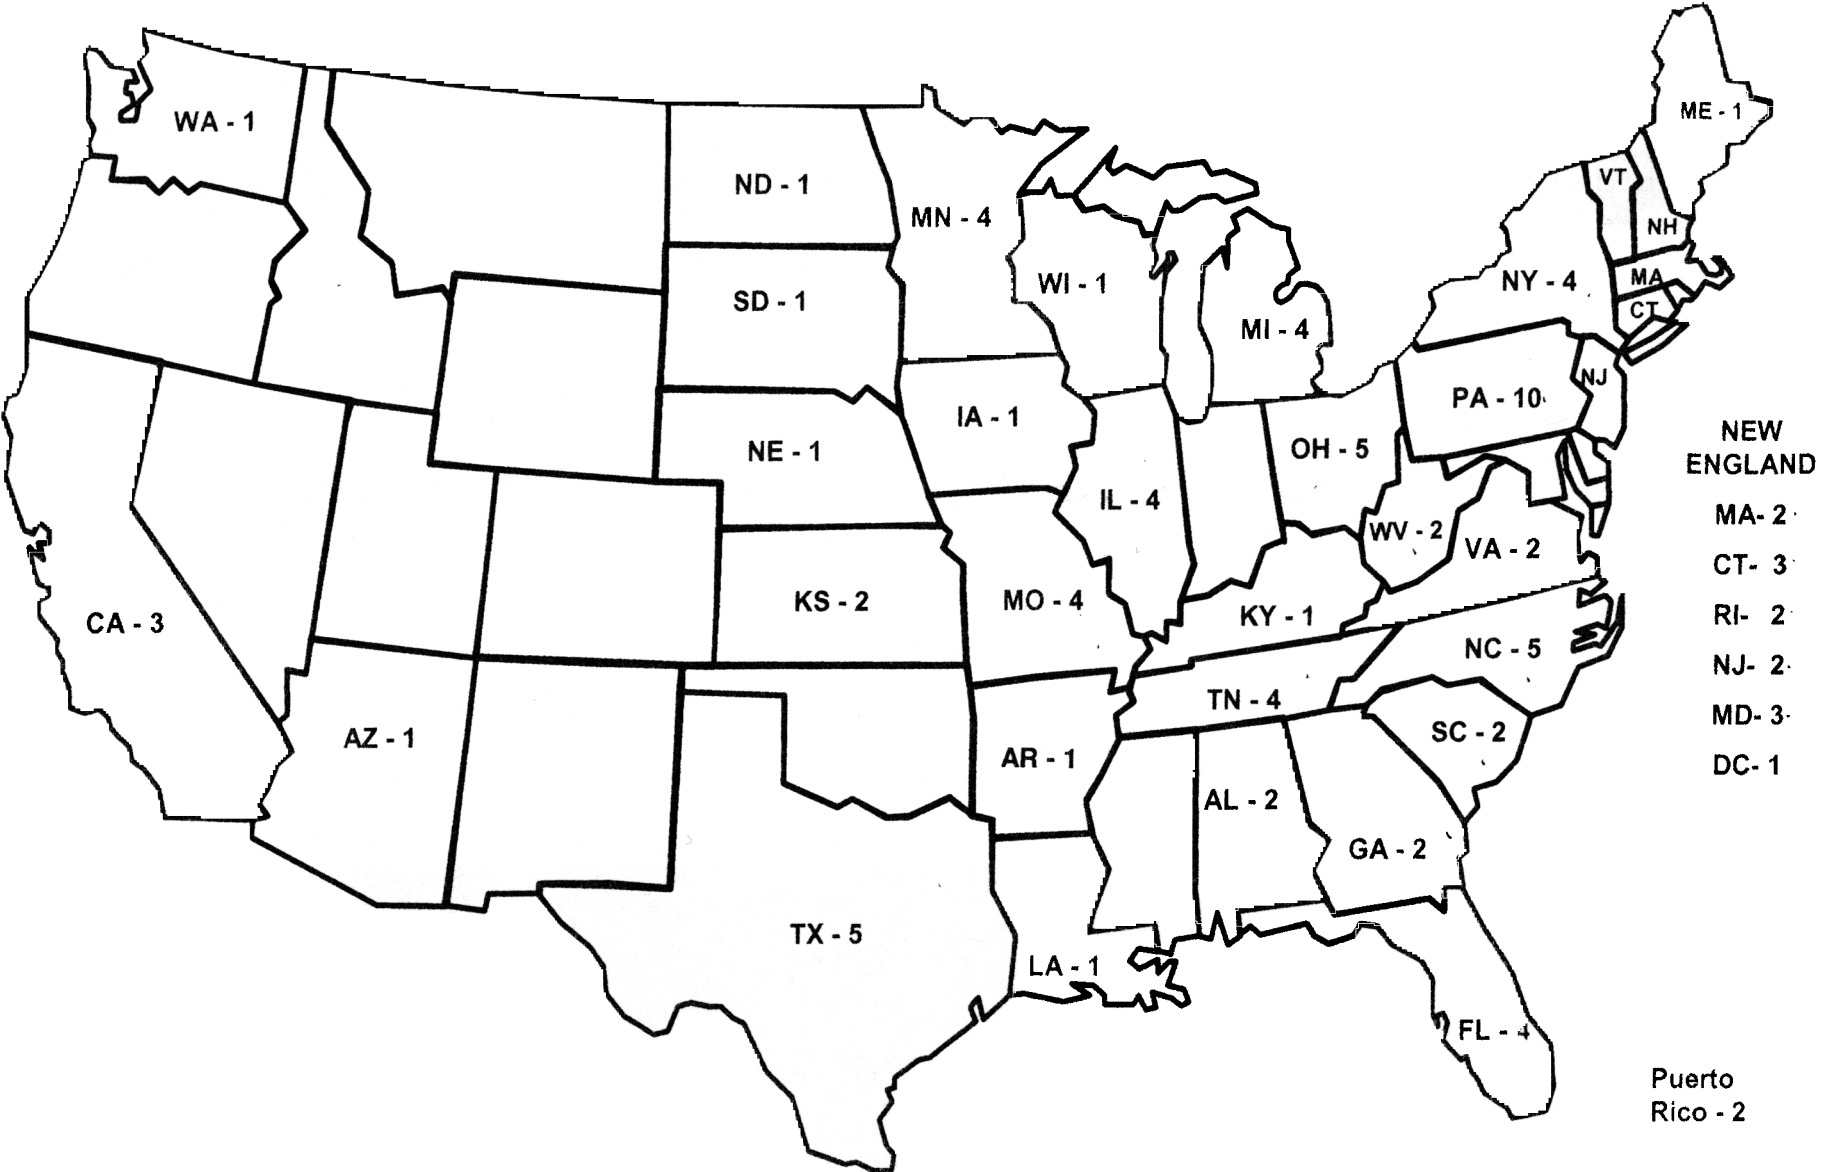 WA - 1
ND - 1
MN - 4
ME - 1
VT
NH
SD - 1
WI - 1
MI - 4
NY - 4
MA
CT
NE - 1
IA - 1
IL - 4
OH - 5
PA - 10
NJ
CA - 3
KS - 2
MO - 4
KY - 1
WV - 2
VA - 2
AZ - 1
AR - 1
TN - 4
NC - 5
SC - 2
AL - 2
GA - 2
TX - 5
LA - 1
FL - 4
NEW
ENGLAND
MA- 2
CT- 3
RI- 2
NJ- 2
MD- 3
DC- 1
Puerto
Rico - 2